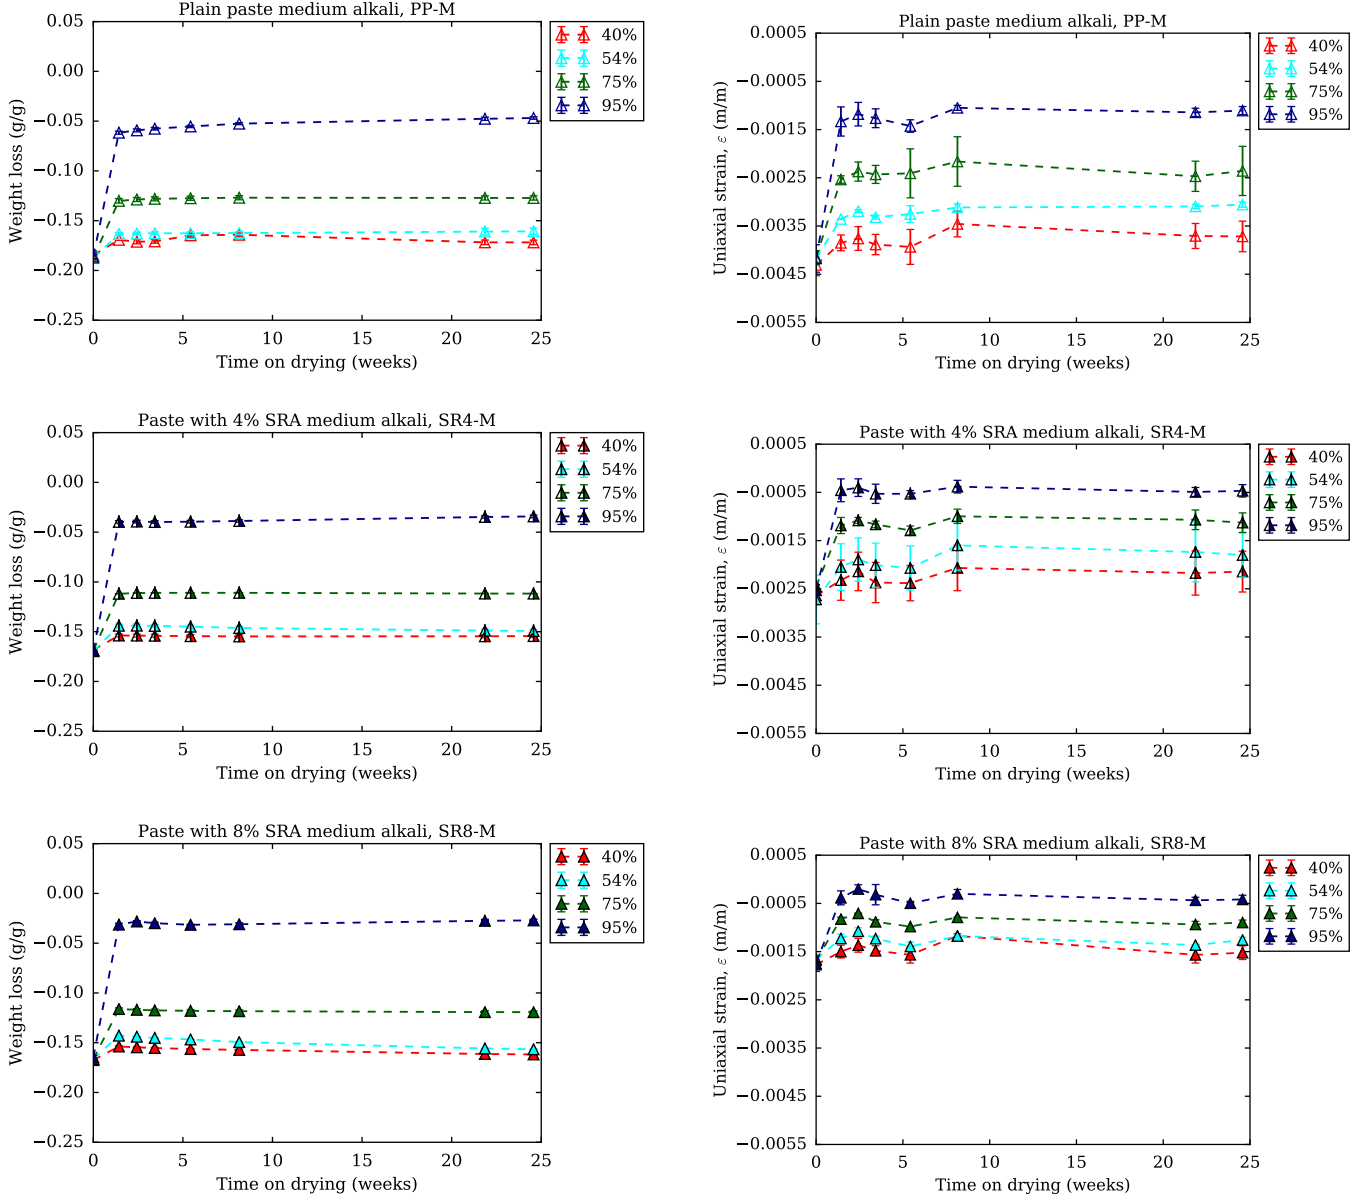 Plain paste medium alkali, PP-M
0.05
0.00
−0.05
−0.10
−0.15
−0.20
−0.25
Weight loss (g/g)
0 5 10 15 20 25
Time on drying (weeks)
40%
54%
75%
95%
Plain paste medium alkali, PP-M
0.0005
−0.0005
−0.0015
−0.0025
−0.0035
−0.0045
−0.0055
Uniaxial strain, ε (m/m)
0 5 10 15 20 25
Time on drying (weeks)
40%
54%
75%
95%
Paste with 4% SRA medium alkali, SR4-M
0.05
0.00
−0.05
−0.10
−0.15
−0.20
−0.25
Weight loss (g/g)
0 5 10 15 20 25
Time on drying (weeks)
40%
54%
75%
95%
Paste with 4% SRA medium alkali, SR4-M
0.0005
−0.0005
−0.0015
−0.0025
−0.0035
−0.0045
−0.0055
Uniaxial strain, ε (m/m)
0 5 10 15 20 25
Time on drying (weeks)
40%
54%
75%
95%
Paste with 8% SRA medium alkali, SR8-M
0.05
0.00
−0.05
−0.10
−0.15
−0.20
−0.25
Weight loss (g/g)
0 5 10 15 20 25
Time on drying (weeks)
40%
54%
75%
95%
Paste with 8% SRA medium alkali, SR8-M
0.0005
−0.0005
−0.0015
−0.0025
−0.0035
−0.0045
−0.0055
Uniaxial strain, ε (m/m)
0 5 10 15 20 25
Time on drying (weeks)
40%
54%
75%
95%